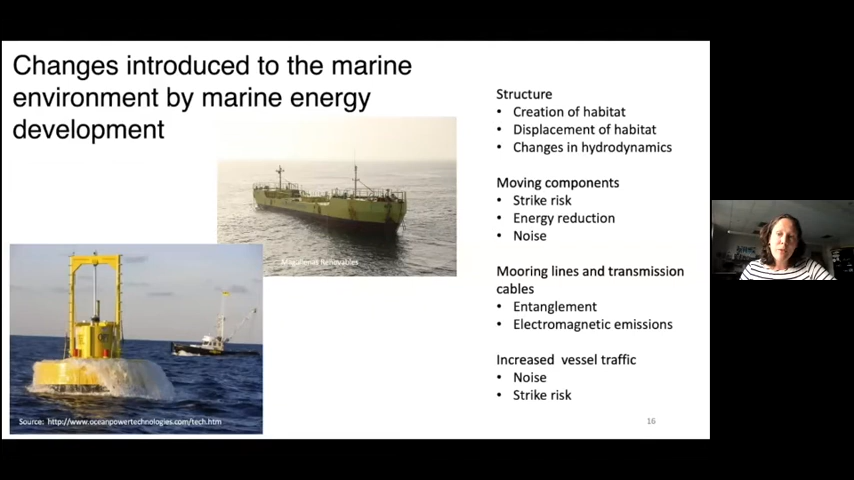 Changes introduced to the marine
environment by marine energy
development
Structure
• Creation of habitat
• Displacement of habitat
• Changes in hydrodynamics
Moving components
• Strike risk
• Energy reduction
• Noise
Mooring lines and transmission
cables
• Entanglement
• Electromagnetic emissions
Increased vessel traffic
• Noise
• Strike risk
Source: http://www.oceanpowertechnologies.com/tech.htm
16